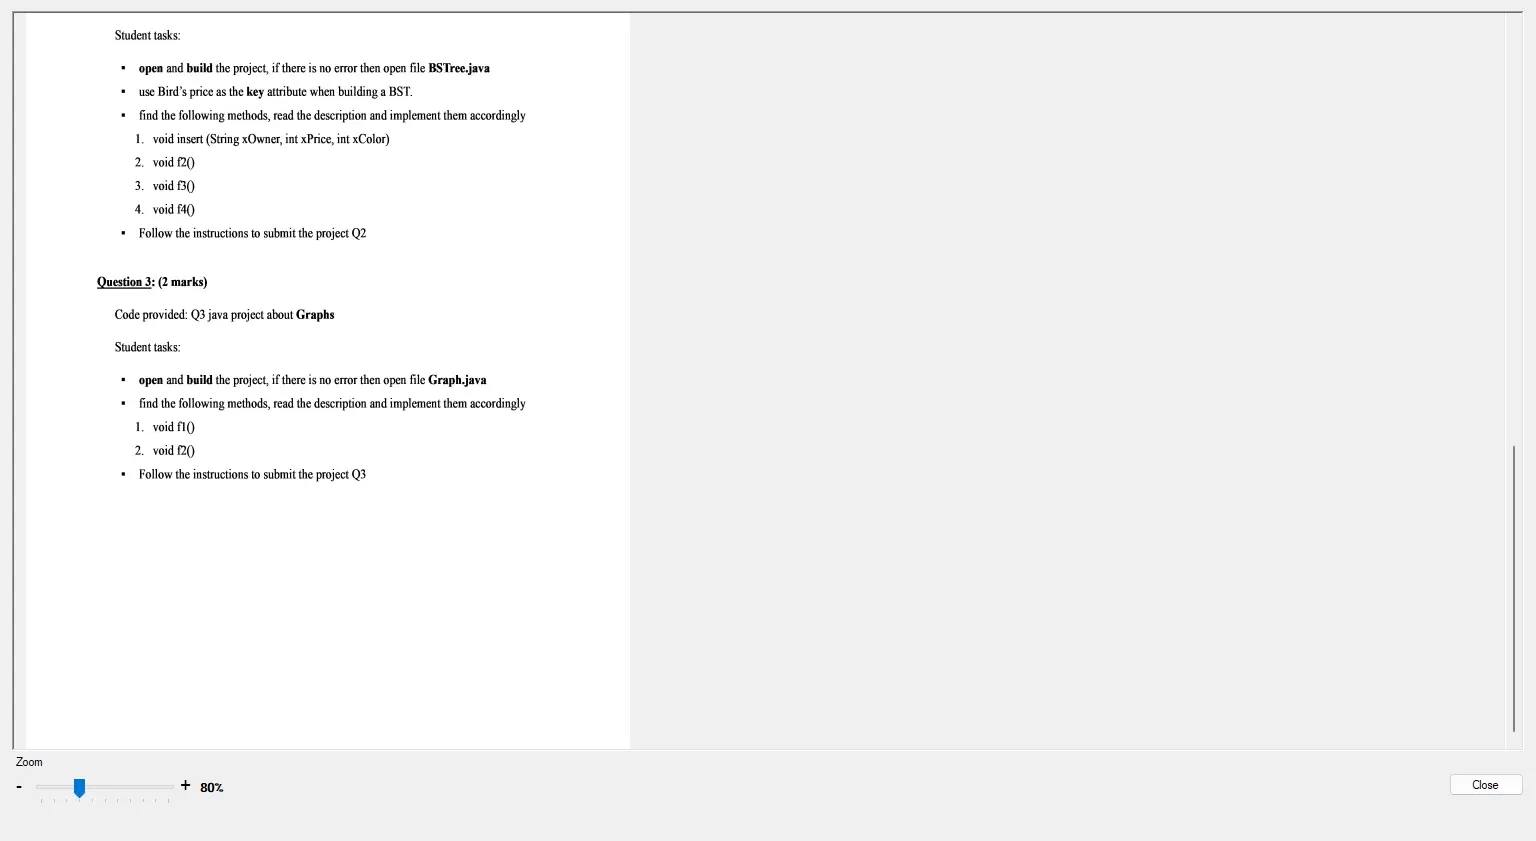 Student tasks:
▪ open and build the project, if there is no error then open file BSTree.java
▪ use Bird's price as the key attribute when building a BST.
▪ find the following methods, read the description and implement them accordingly
1. void insert (String xOwner, int xPrice, int xColor)
2. void f2()
3. void f3()
4. void f4()
▪ Follow the instructions to submit the project Q2
Question 3: (2 marks)
Code provided: Q3 java project about Graphs
Student tasks:
▪ open and build the project, if there is no error then open file Graph.java
▪ find the following methods, read the description and implement them accordingly
1. void f1()
2. void f2()
▪ Follow the instructions to submit the project Q3
Zoom
- + 80%
Close